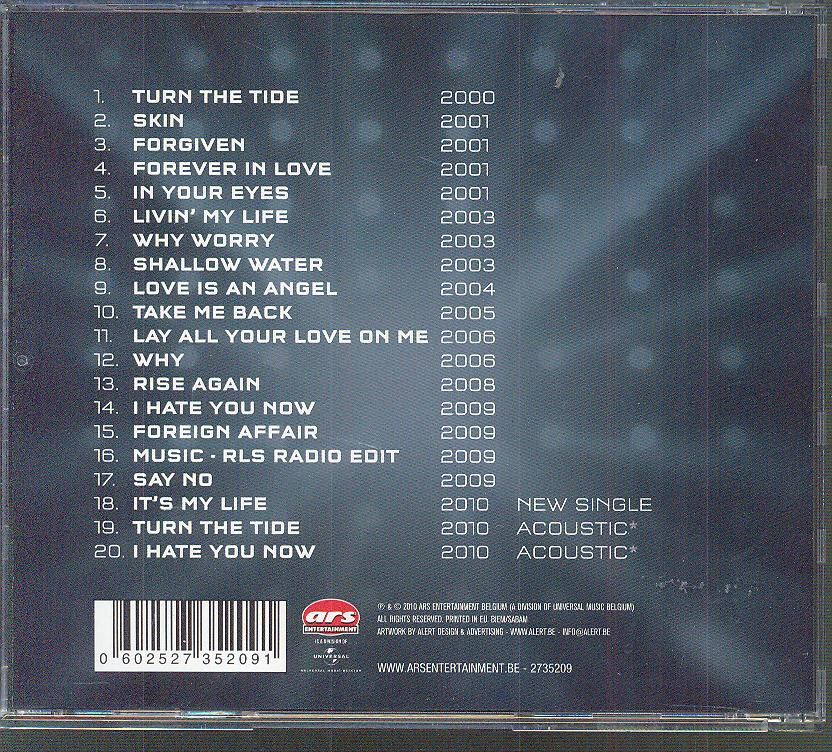 1. TURN THE TIDE 2000
2. SKIN 2001
3. FORGIVEN 2001
4. FOREVER IN LOVE 2001
5. IN YOUR EYES 2001
6. LIVIN' MY LIFE 2003
7. WHY WORRY 2003
8. SHALLOW WATER 2003
9. LOVE IS AN ANGEL 2004
10. TAKE ME BACK 2005
11. LAY ALL YOUR LOVE ON ME 2006
12. WHY 2006
13. RISE AGAIN 2008
14. I HATE YOU NOW 2009
15. FOREIGN AFFAIR 2009
16. MUSIC · RLS RADIO EDIT 2009
17. SAY NO 2009
18. IT'S MY LIFE 2010 NEW SINGLE
19. TURN THE TIDE 2010 ACOUSTIC*
20. I HATE YOU NOW 2010 ACOUSTIC*
0 602527 352091
ars
ENTERTAINMENT
IS A DIVISION OF
UNIVERSAL
UNIVERSAL MUSIC BELGIUM
℗ & © 2010 ARS ENTERTAINMENT BELGIUM (A DIVISION OF UNIVERSAL MUSIC BELGIUM)
ALL RIGHTS RESERVED. PRINTED IN EU. BIEM/SABAM
ARTWORK BY ALERT DESIGN & ADVERTISING - WWW.ALERT.BE - INFO@ALERT.BE
WWW.ARSENTERTAINMENT.BE - 2735209